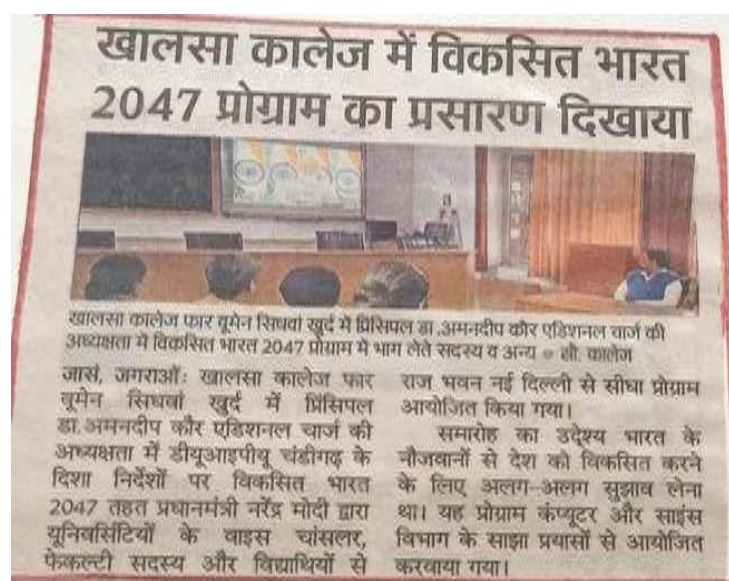 खालसा कालेज में विकसित भारत
2047 प्रोग्राम का प्रसारण दिखाया
खालसा कालेज फार वूमेन सिधवां खुर्द में प्रिंसिपल डा.अमनदीप कौर एडिशनल चार्ज की
अध्यक्षता में विकसित भारत 2047 प्रोग्राम में भाग लेते सदस्य व अन्य ● सौ. कालेज
जासं, जगराओं: खालसा कालेज फार
वूमेन सिधवां खुर्द में प्रिंसिपल
डा.अमनदीप कौर एडिशनल चार्ज की
अध्यक्षता में डीयूआइपीयू चंडीगढ़ के
दिशा निर्देशों पर विकसित भारत
2047 तहत प्रधानमंत्री नरेंद्र मोदी द्वारा
यूनिवर्सिटियों के वाइस चांसलर,
फेकल्टी सदस्य और विद्यार्थियों से
राज भवन नई दिल्ली से सीधा प्रोग्राम
आयोजित किया गया।
समारोह का उद्देश्य भारत के
नौजवानों से देश को विकसित करने
के लिए अलग-अलग सुझाव लेना
था। यह प्रोग्राम कंप्यूटर और साइंस
विभाग के साझा प्रयासों से आयोजित
करवाया गया।